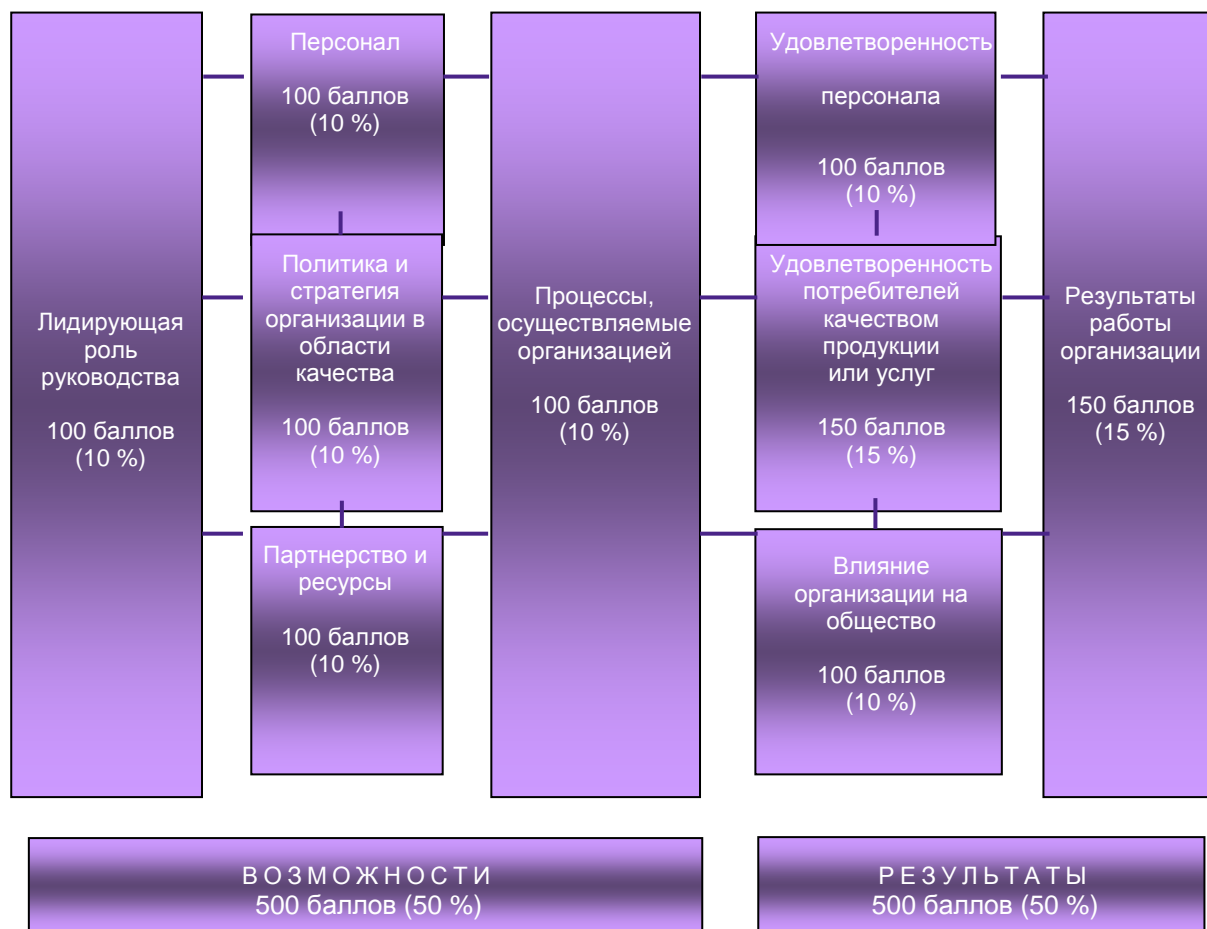 Лидирующая
роль
руководства
100 баллов
(10 %)
Персонал
100 баллов
(10 %)
Политика и
стратегия
организации в
области
качества
100 баллов
(10 %)
Партнерство и
ресурсы
100 баллов
(10 %)
Процессы,
осуществляемые
организацией
100 баллов
(10 %)
Удовлетворенность
персонала
100 баллов
(10 %)
Удовлетворенность
потребителей
качеством
продукции
или услуг
150 баллов
(15 %)
Влияние
организации на
общество
100 баллов
(10 %)
Результаты
работы
организации
150 баллов
(15 %)
ВОЗМОЖНОСТИ
500 баллов (50 %)
РЕЗУЛЬТАТЫ
500 баллов (50 %)